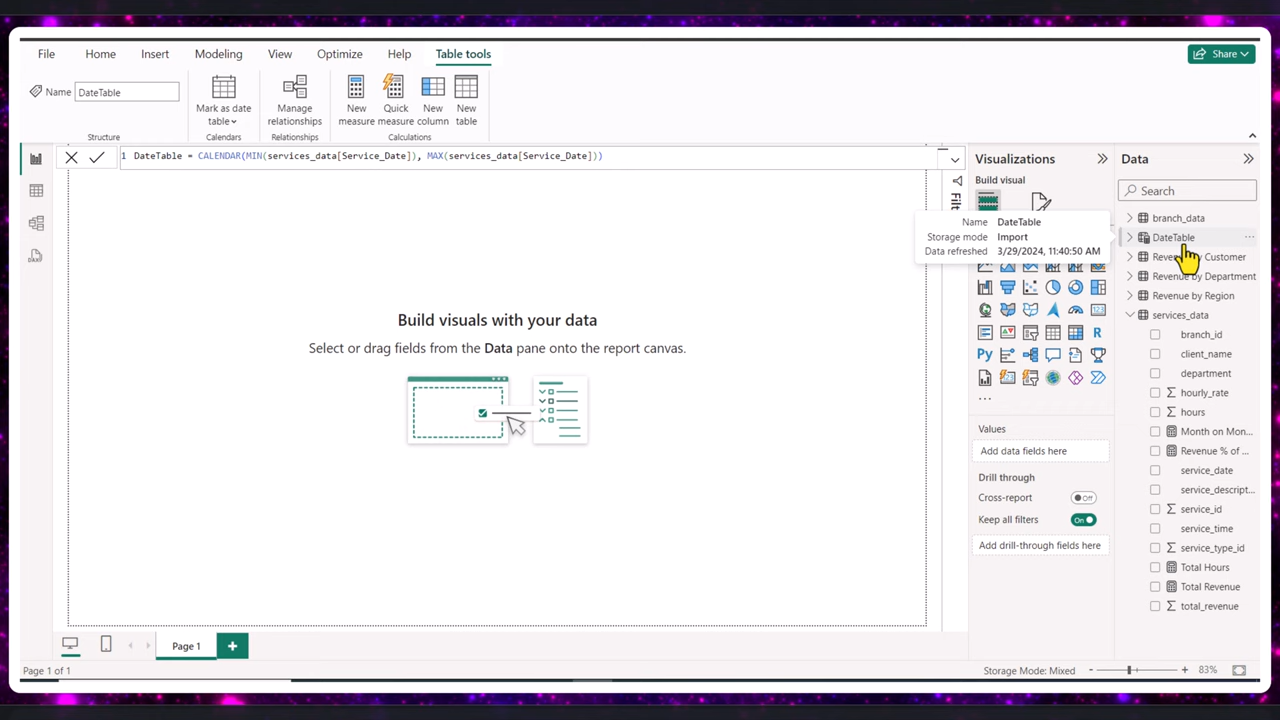 File Home Insert Modeling View Optimize Help Table tools Share
Name DateTable
Mark as date table
Manage relationships
New measure
Quick measure
New column
New table
Structure Calendars Relationships Calculations
1 DateTable = CALENDAR(MIN(services_data[Service_Date]), MAX(services_data[Service_Date]))
Build visuals with your data
Select or drag fields from the Data pane onto the report canvas.
Filt
Visualizations
Build visual
Name DateTable
Storage mode Import
Data refreshed 3/29/2024, 11:40:50 AM
R
Py
Values
Add data fields here
Drill through
Cross-report Off
Keep all filters On
Add drill-through fields here
Data
Search
branch_data
DateTable
Customer
Revenue by Department
Revenue by Region
services_data
branch_id
client_name
department
hourly_rate
hours
Month on Mon...
Revenue % of ...
service_date
service_descript...
service_id
service_time
service_type_id
Total Hours
Total Revenue
total_revenue
Page 1
Page 1 of 1
Storage Mode: Mixed - + 83%